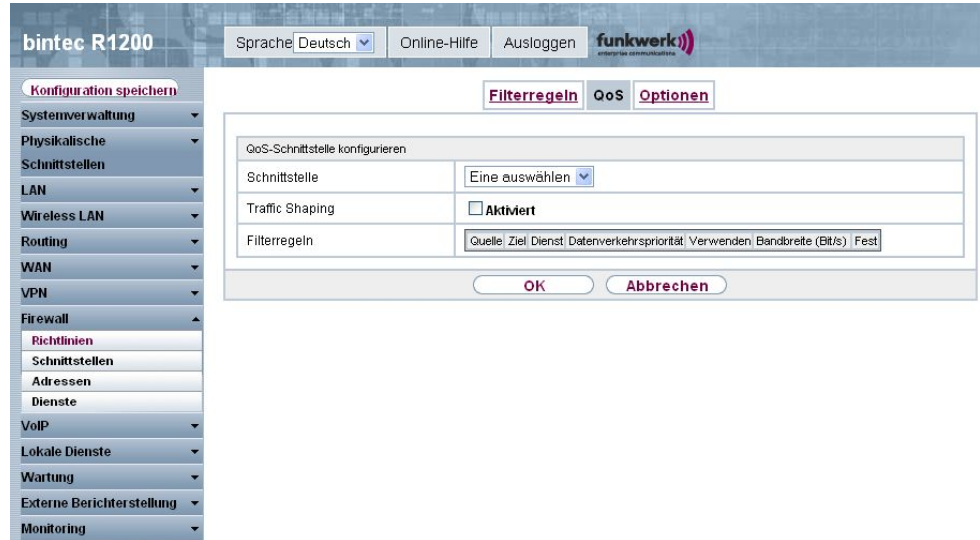 bintec R1200
Sprache Deutsch
Online-Hilfe
Ausloggen
funkwerk
enterprise communications
Konfiguration speichern
Systemverwaltung
Physikalische
Schnittstellen
LAN
Wireless LAN
Routing
WAN
VPN
Firewall
Richtlinien
Schnittstellen
Adressen
Dienste
VoIP
Lokale Dienste
Wartung
Externe Berichterstellung
Monitoring
Filterregeln QoS Optionen
QoS-Schnittstelle konfigurieren
Schnittstelle Eine auswählen
Traffic Shaping Aktiviert
Filterregeln Quelle Ziel Dienst Datenverkehrspriorität Verwenden Bandbreite (Bit/s) Fest
OK Abbrechen